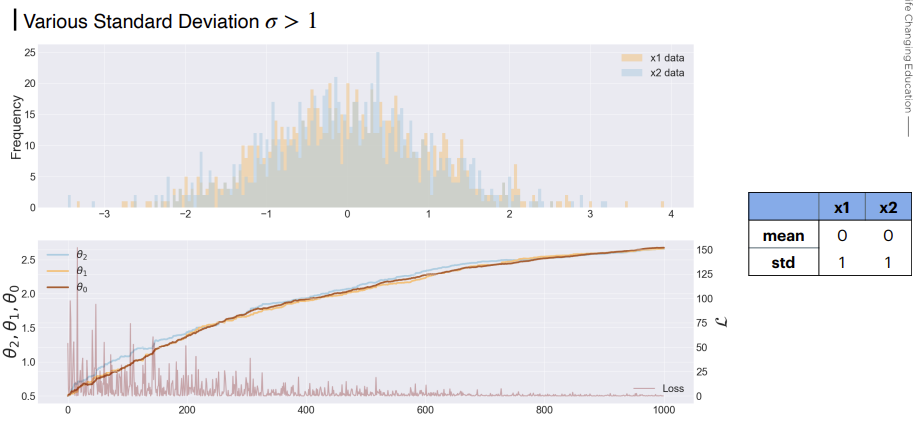 Various Standard Deviation σ > 1
ife Changing Education
25
20
15
10
5
0
Frequency
x1 data
x2 data
−3
−2
−1
0
1
2
3
4
x1
x2
mean
0
0
std
1
1
θ₂
θ₁
θ₀
2.5
2.0
1.5
1.0
0.5
θ₂, θ₁, θ₀
150
125
100
75
50
25
0
ℒ
Loss
0
200
400
600
800
1000